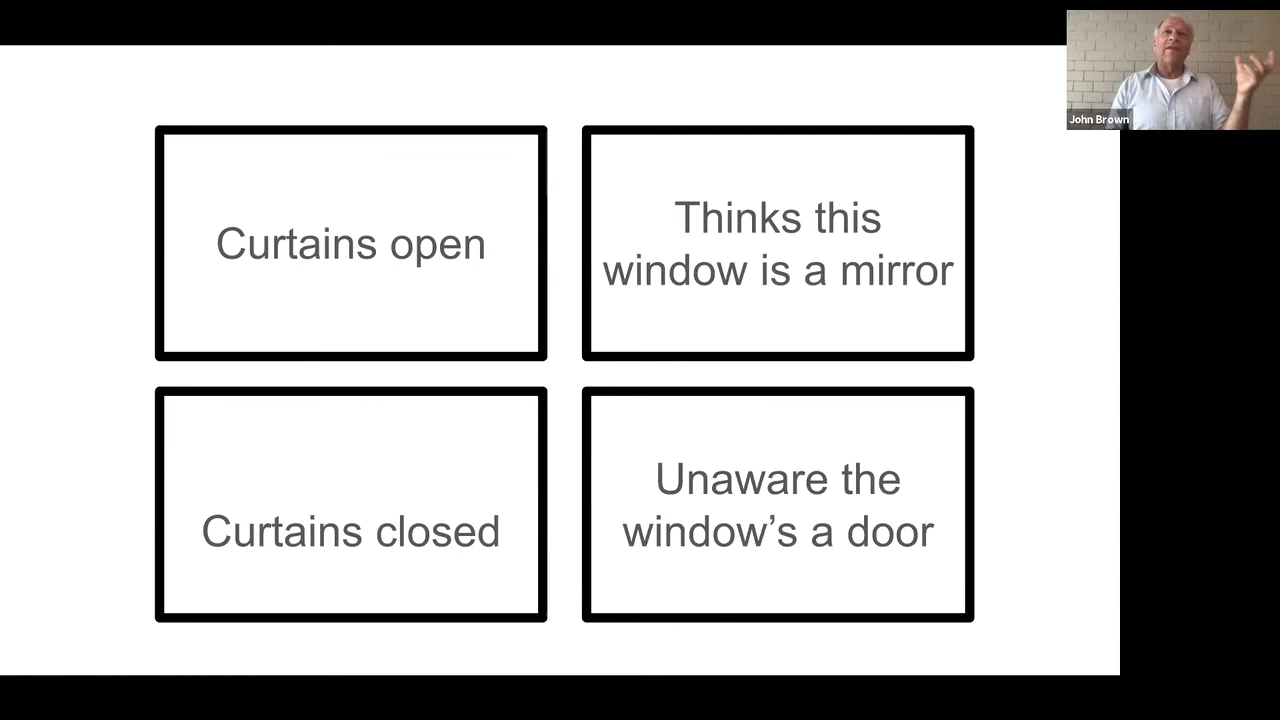 Curtains open
Thinks this
window is a mirror
Curtains closed
Unaware the
window’s a door
John Brown